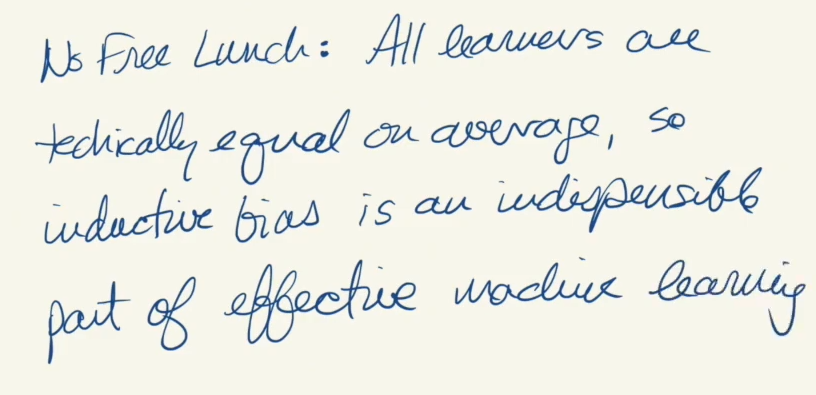 No Free Lunch: All learners are
techically equal on average, so
inductive bias is an indispensible
part of effective machine learning